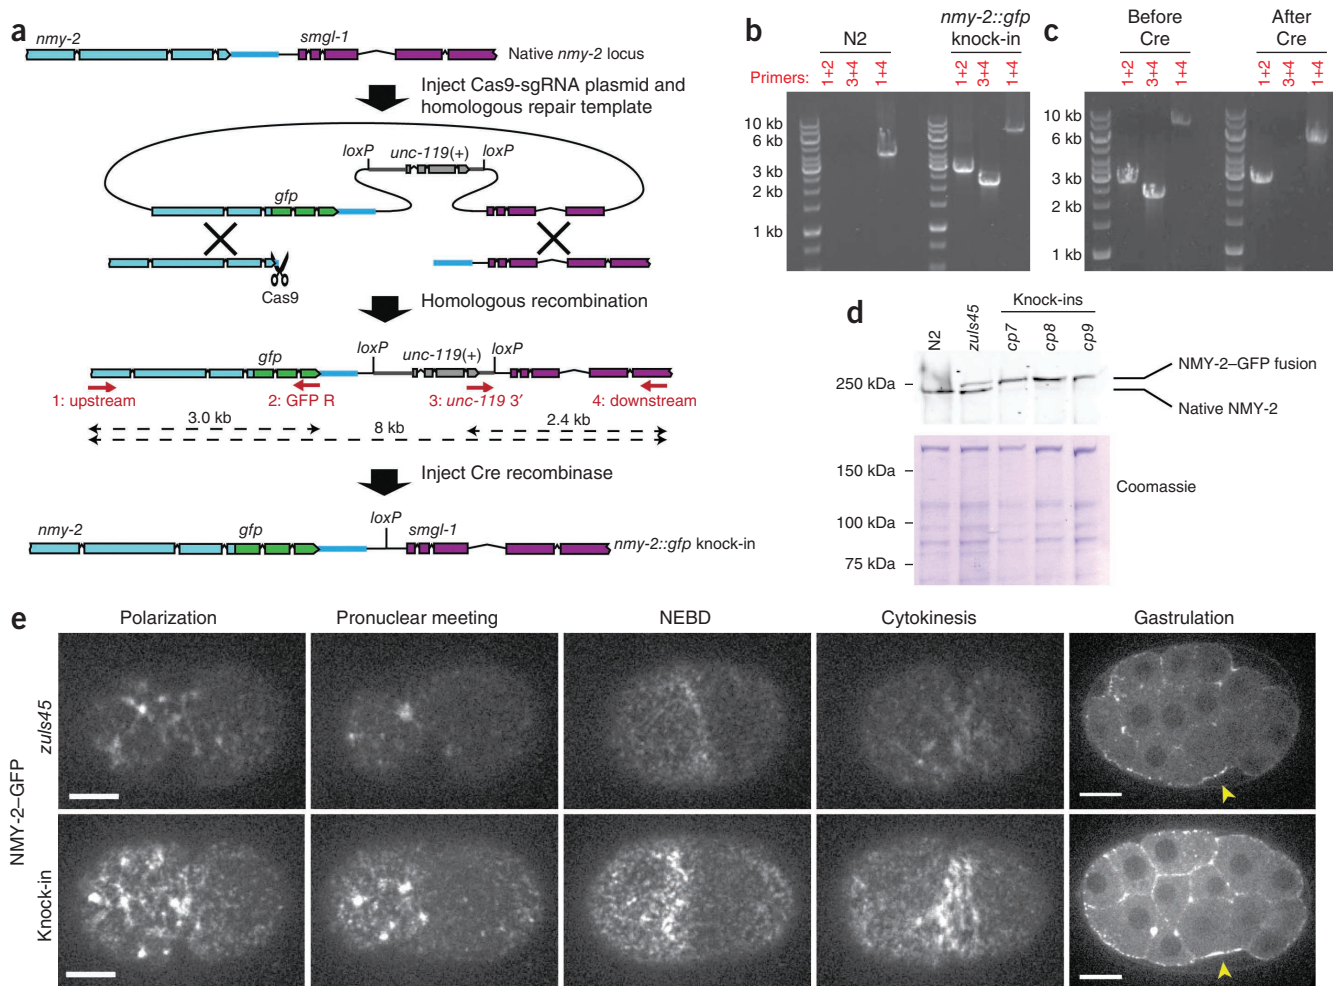 a
nmy-2
smgl-1
Native nmy-2 locus
Inject Cas9-sgRNA plasmid and
homologous repair template
loxP
unc-119(+)
loxP
gfp
Cas9
Homologous recombination
gfp
loxP
unc-119(+)
loxP
1: upstream
2: GFP R
3: unc-119 3′
4: downstream
3.0 kb
8 kb
2.4 kb
Inject Cre recombinase
nmy-2
gfp
loxP
smgl-1
nmy-2::gfp knock-in
b
N2
nmy-2::gfp
knock-in
Primers:
1+2
3+4
1+4
1+2
3+4
1+4
10 kb
6 kb
3 kb
2 kb
1 kb
c
Before
Cre
After
Cre
1+2
3+4
1+4
1+2
3+4
1+4
10 kb
6 kb
3 kb
2 kb
1 kb
d
Knock-ins
N2
zuIs45
cp7
cp8
cp9
250 kDa
NMY-2–GFP fusion
Native NMY-2
150 kDa
100 kDa
75 kDa
Coomassie
e
Polarization
Pronuclear meeting
NEBD
Cytokinesis
Gastrulation
NMY-2–GFP
zuIs45
Knock-in